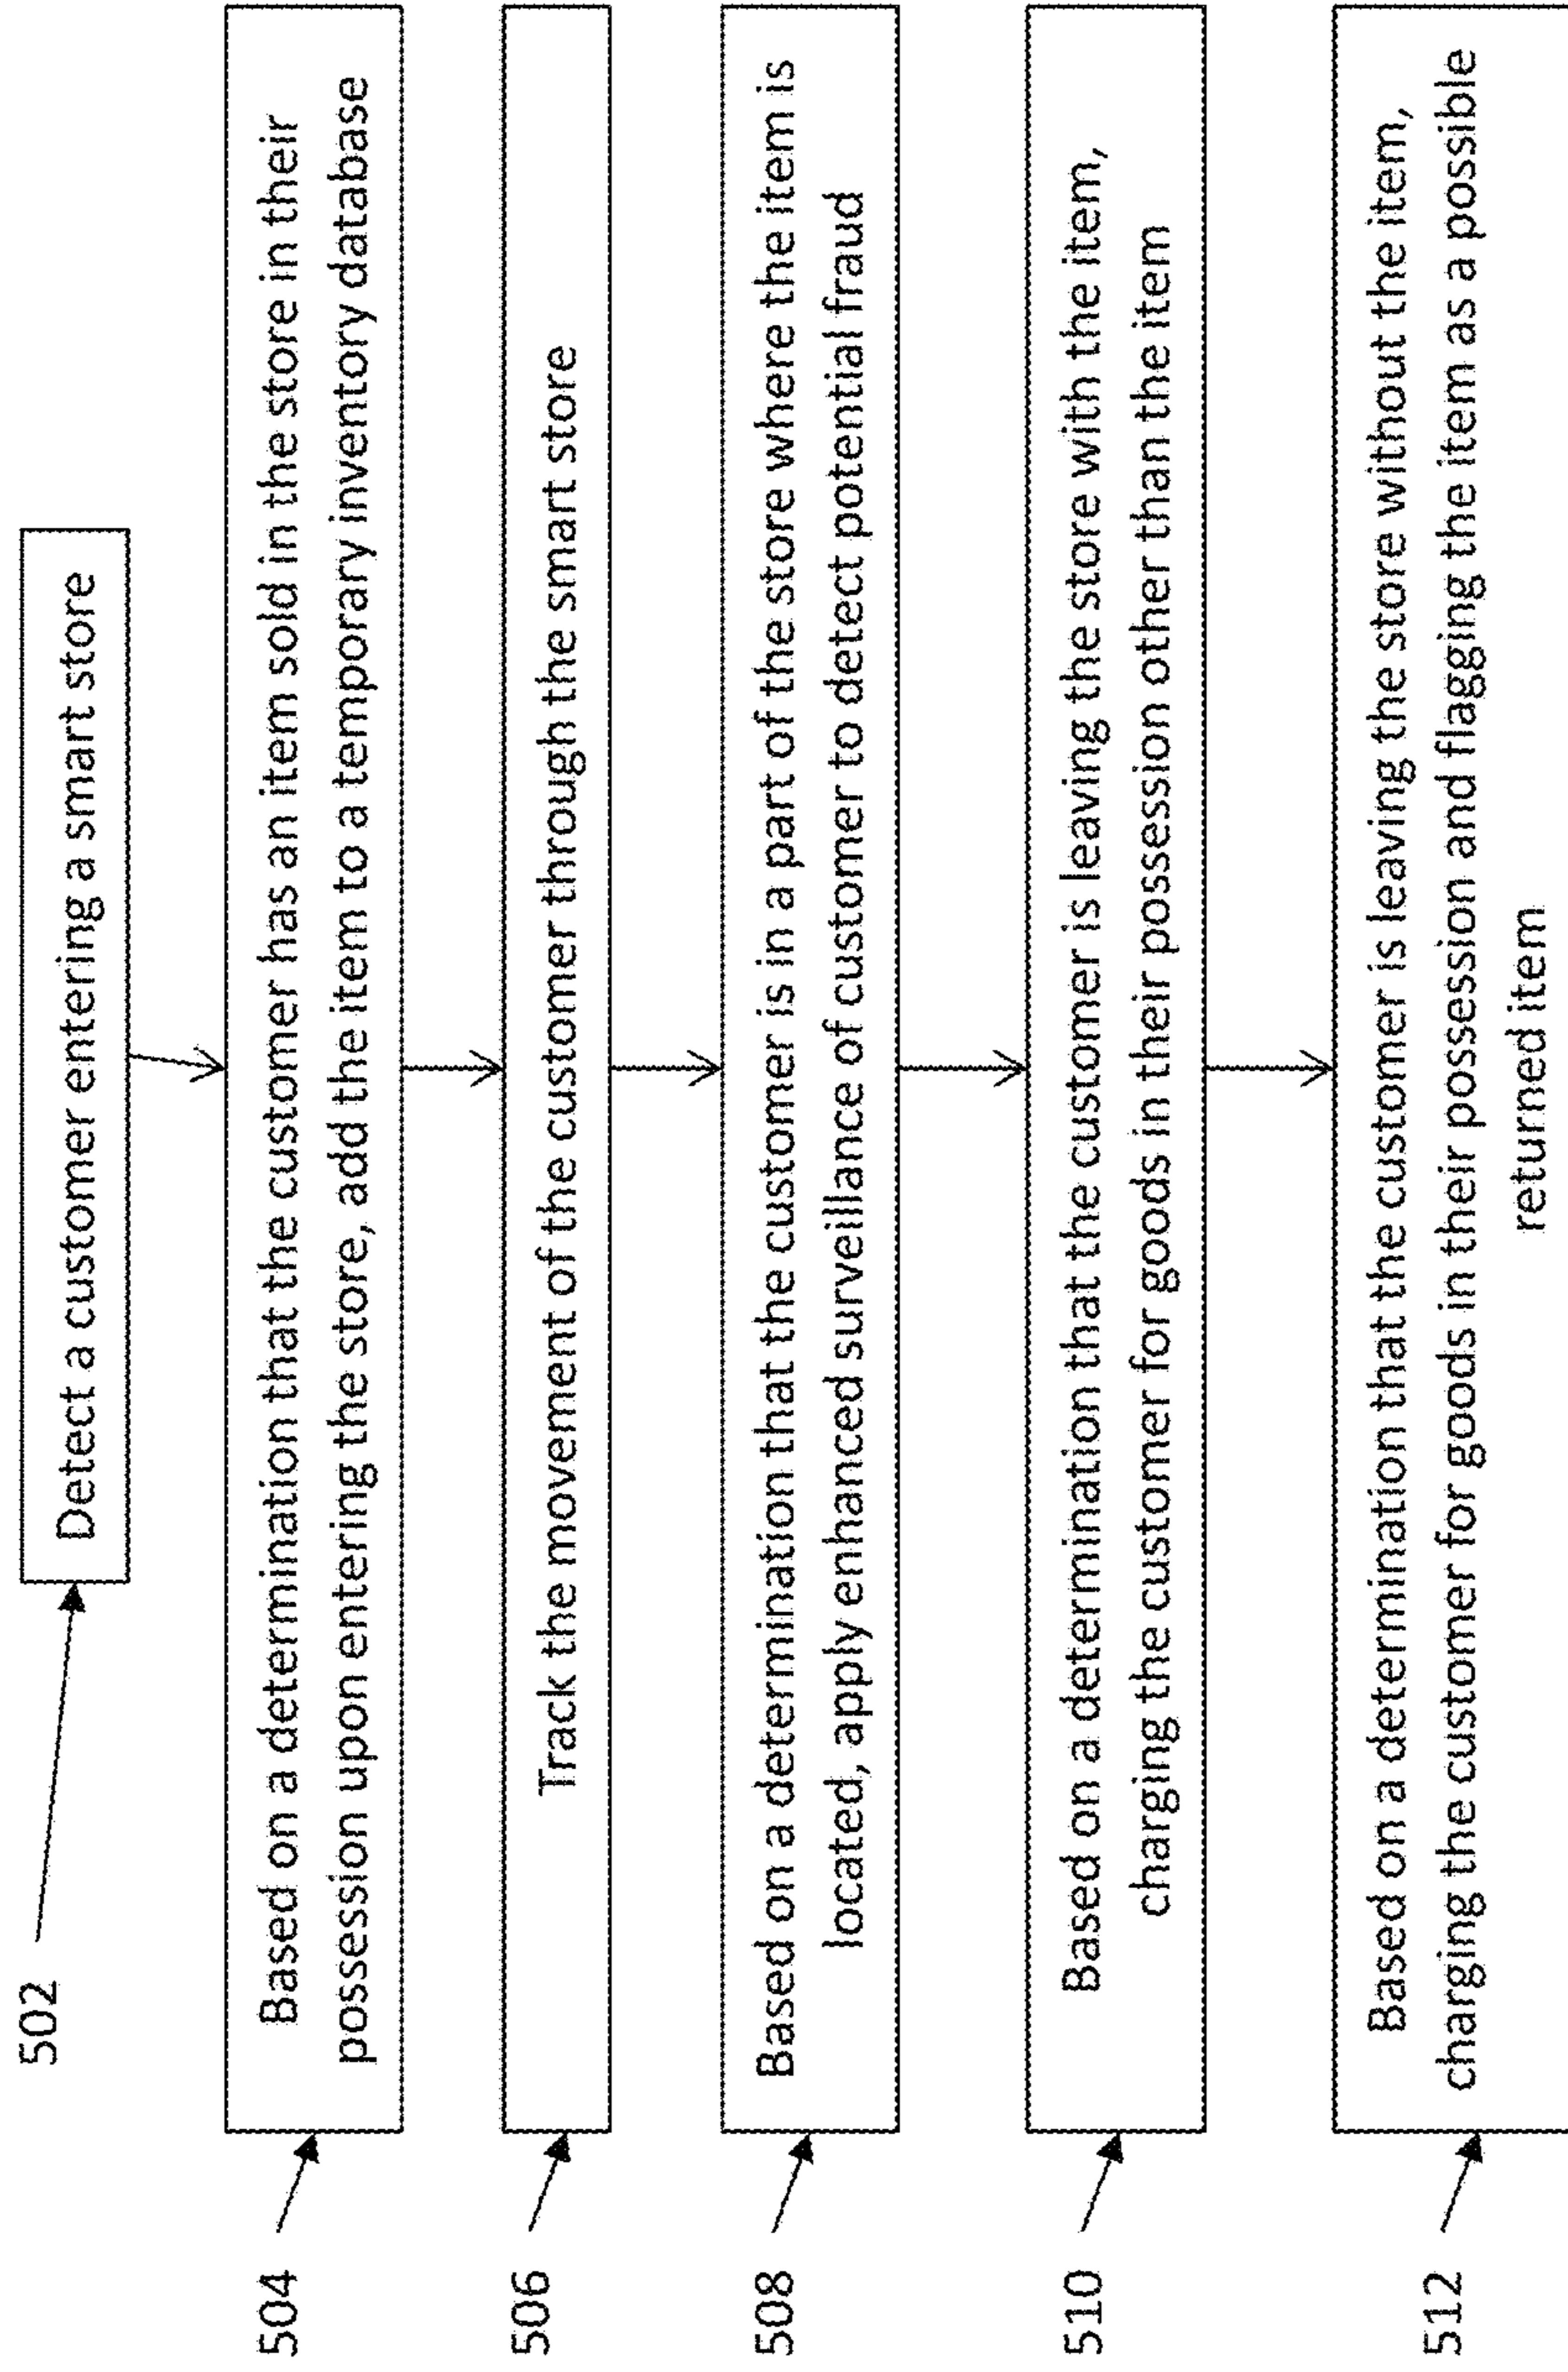 502
Detect a customer entering a smart store
504
Based on a determination that the customer has an item sold in the store in their
possession upon entering the store, add the item to a temporary inventory database
506
Track the movement of the customer through the smart store
508
Based on a determination that the customer is in a part of the store where the item is
located, apply enhanced surveillance of customer to detect potential fraud
510
Based on a determination that the customer is leaving the store with the item,
charging the customer for goods in their possession other than the item
512
Based on a determination that the customer is leaving the store without the item,
charging the customer for goods in their possession and flagging the item as a possible
returned item